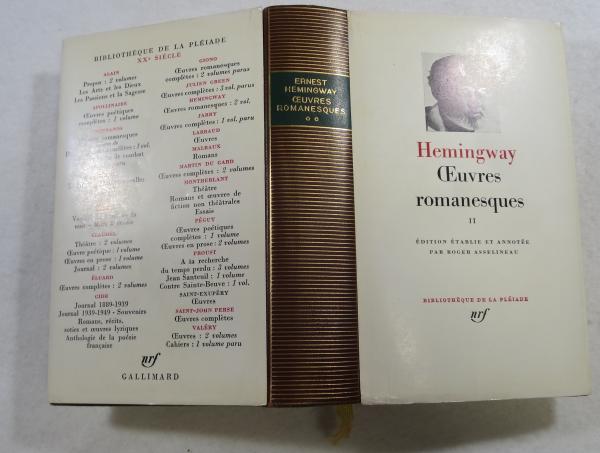 BIBLIOTHÈQUE DE LA PLÉIADE
XXᵉ SIÈCLE
ALAIN
Propos : 2 volumes
Les Arts et les Dieux
Les Passions et la Sagesse
APOLLINAIRE
Œuvres poétiques
complètes : 1 volume
romanesques
de combat
CLAUDEL
Théâtre : 2 volumes
Œuvre poétique : 1 volume
Œuvres en prose : 1 volume
Journal : 2 volumes
ÉLUARD
Œuvres complètes : 2 volumes
GIDE
Journal 1889-1939
Journal 1939-1949 - Souvenirs
Romans, récits,
soties et œuvres lyriques
Anthologie de la poésie
française
GIONO
Œuvres romanesques
complètes : 2 volumes parus
JULIEN GREEN
Œuvres complètes : 3 vol. parus
HEMINGWAY
Œuvres romanesques : 2 vol.
JARRY
Œuvres complètes : 1 vol. paru
LARBAUD
Œuvres
MALRAUX
Romans
MARTIN DU GARD
Œuvres complètes : 2 volumes
MONTHERLANT
Théâtre
Romans et œuvres de
fiction non théâtrales
Essais
PÉGUY
Œuvres poétiques
complètes : 1 volume
Œuvres en prose : 2 volumes
PROUST
A la recherche
du temps perdu : 3 volumes
Jean Santeuil : 1 volume
Contre Sainte-Beuve : 1 vol.
SAINT-EXUPÉRY
Œuvres
SAINT-JOHN PERSE
Œuvres complètes
VALÉRY
Œuvres : 2 volumes
Cahiers : 1 volume paru
nrf
GALLIMARD
ERNEST
HEMINGWAY
ŒUVRES
ROMANESQUES
Hemingway
Œuvres
romanesques
II
ÉDITION ÉTABLIE ET ANNOTÉE
PAR ROGER ASSELINEAU
BIBLIOTHÈQUE DE LA PLÉIADE
nrf